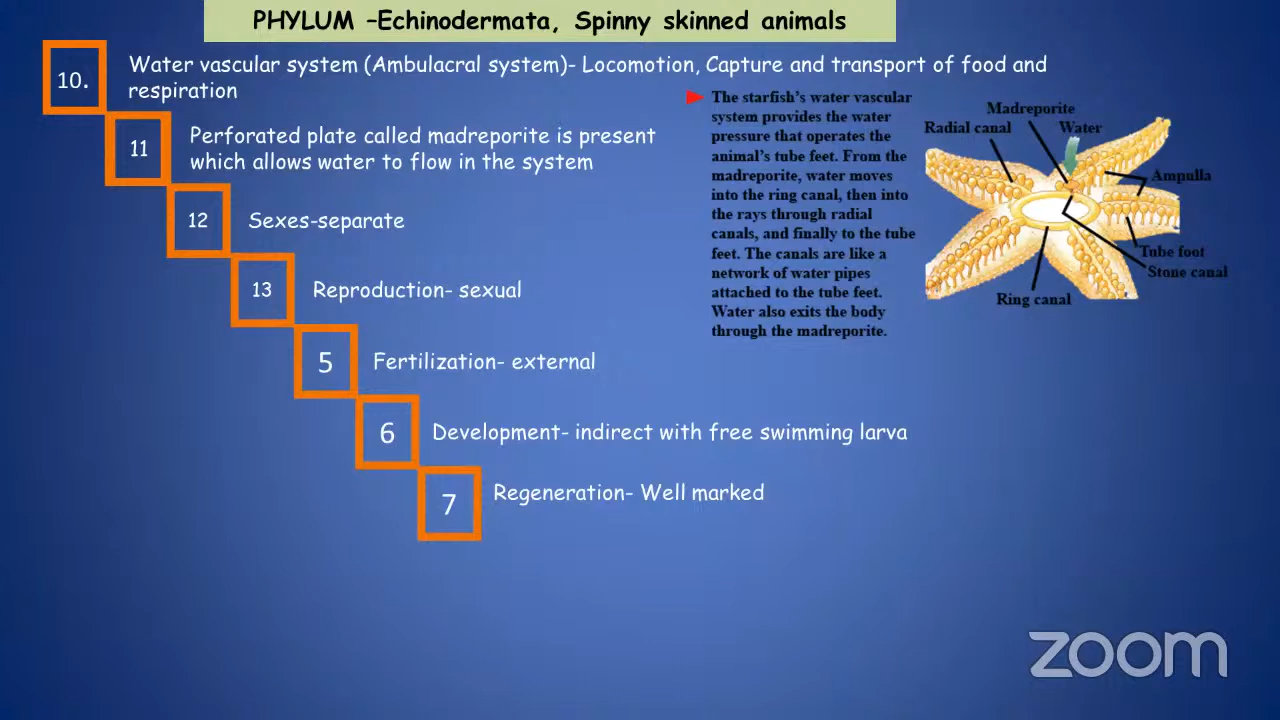 PHYLUM –Echinodermata, Spinny skinned animals
10.
Water vascular system (Ambulacral system)- Locomotion, Capture and transport of food and
respiration
11
Perforated plate called madreporite is present
which allows water to flow in the system
12
Sexes-separate
13
Reproduction- sexual
5
Fertilization- external
6
Development- indirect with free swimming larva
7
Regeneration- Well marked
The starfish's water vascular
system provides the water
pressure that operates the
animal's tube feet. From the
madreporite, water moves
into the ring canal, then into
the rays through radial
canals, and finally to the tube
feet. The canals are like a
network of water pipes
attached to the tube feet.
Water also exits the body
through the madreporite.
Madreporite
Radial canal
Water
Ampulla
Tube foot
Stone canal
Ring canal
zoom